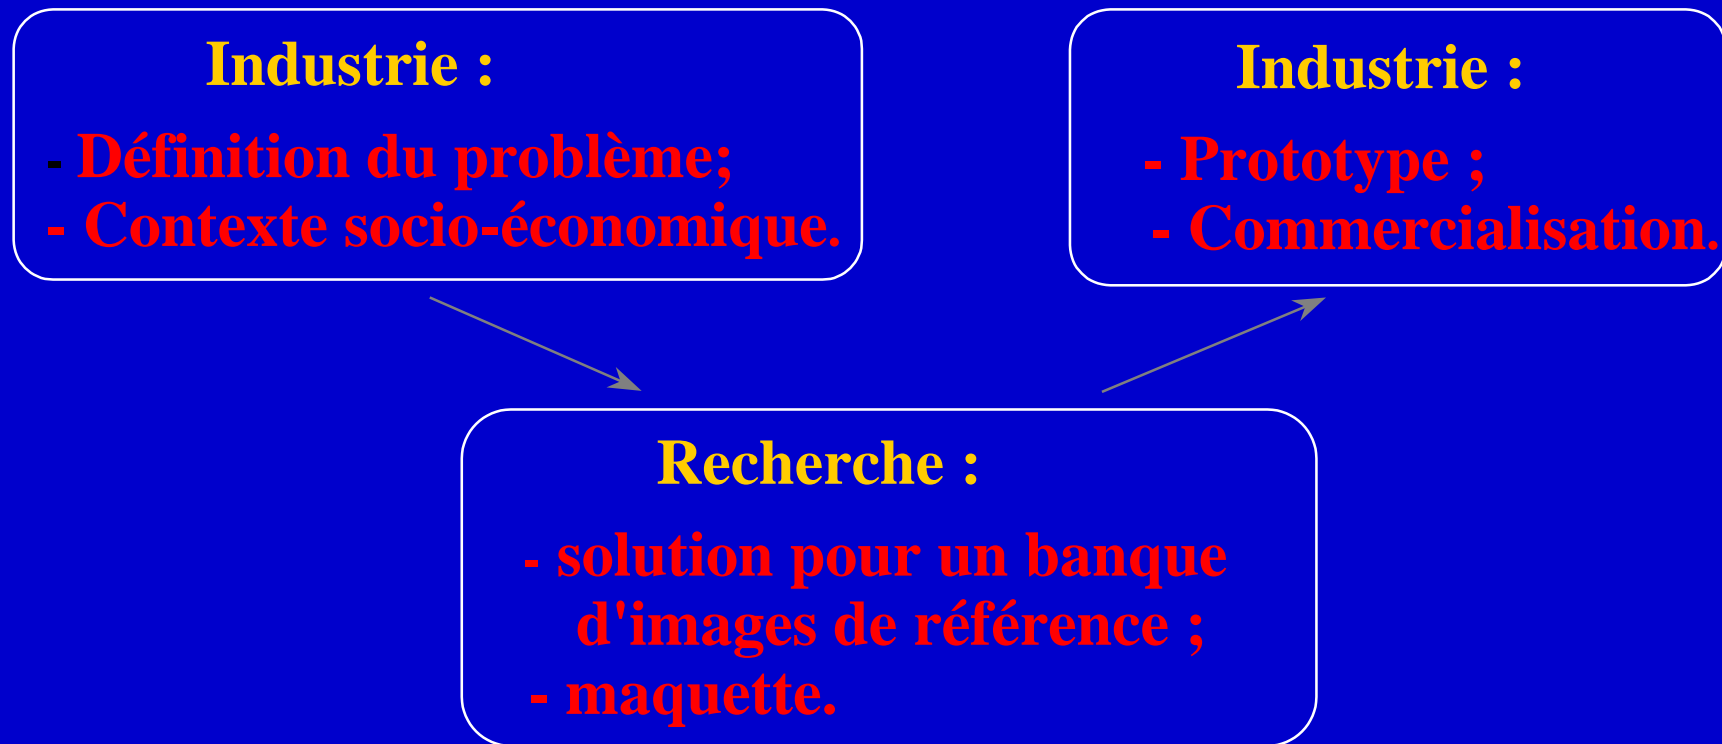 Industrie :
- Définition du problème;
- Contexte socio-économique.
Industrie :
- Prototype ;
- Commercialisation.
Recherche :
- solution pour un banque
d'images de référence ;
- maquette.